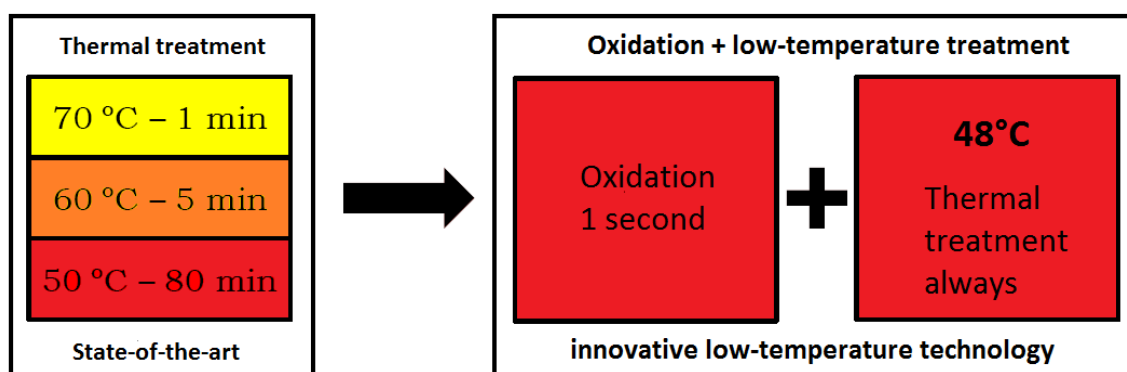 Thermal treatment
70 °C – 1 min
60 °C – 5 min
50 °C – 80 min
State-of-the-art
Oxidation + low-temperature treatment
Oxidation
1 second
+
48°C
Thermal
treatment
always
innovative low-temperature technology